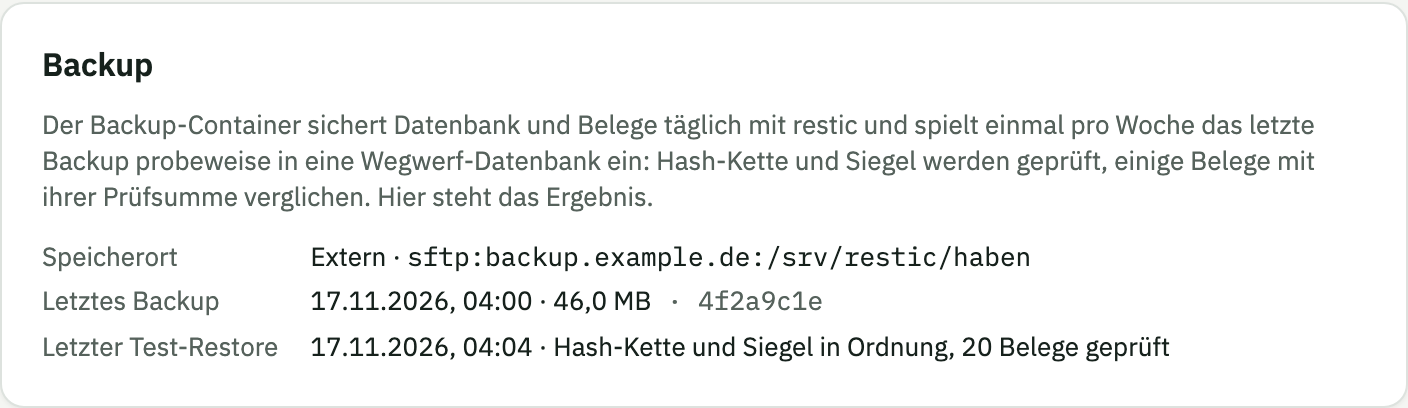 Backup
Der Backup-Container sichert Datenbank und Belege täglich mit restic und spielt einmal pro Woche das letzte
Backup probeweise in eine Wegwerf-Datenbank ein: Hash-Kette und Siegel werden geprüft, einige Belege mit
ihrer Prüfsumme verglichen. Hier steht das Ergebnis.
Speicherort Extern · sftp:backup.example.de:/srv/restic/haben
Letztes Backup 17.11.2026, 04:00 · 46,0 MB · 4f2a9c1e
Letzter Test-Restore 17.11.2026, 04:04 · Hash-Kette und Siegel in Ordnung, 20 Belege geprüft